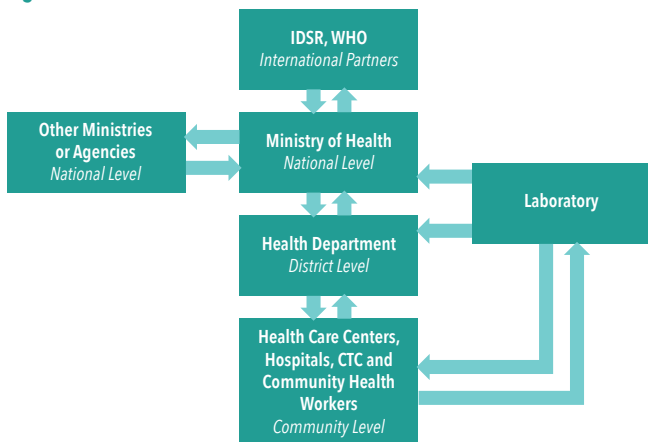 IDSR, WHO
International Partners
Other Ministries
or Agencies
National Level
Ministry of Health
National Level
Laboratory
Health Department
District Level
Health Care Centers,
Hospitals, CTC and
Community Health
Workers
Community Level